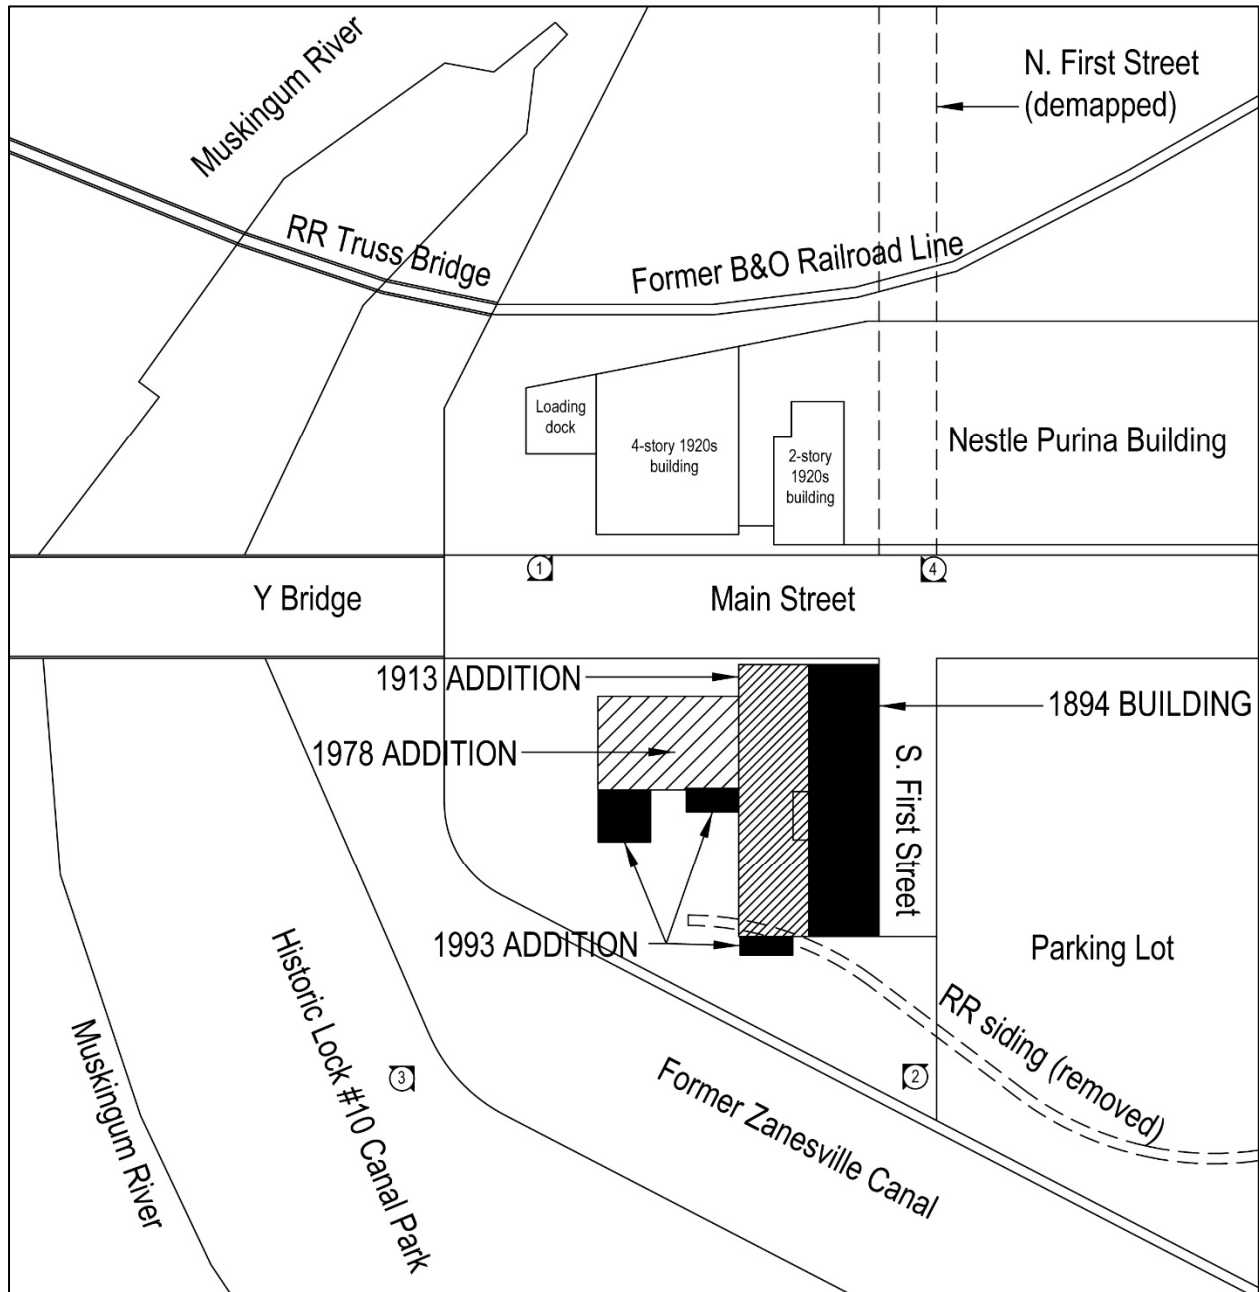 Muskingum River
N. First Street
(demapped)
RR Truss Bridge
Former B&O Railroad Line
Loading
dock
4-story 1920s
building
2-story
1920s
building
Nestle Purina Building
1
4
Y Bridge
Main Street
1913 ADDITION
1894 BUILDING
1978 ADDITION
S. First Street
1993 ADDITION
Parking Lot
RR siding (removed)
Historic Lock #10 Canal Park
Muskingum River
3
2
Former Zanesville Canal